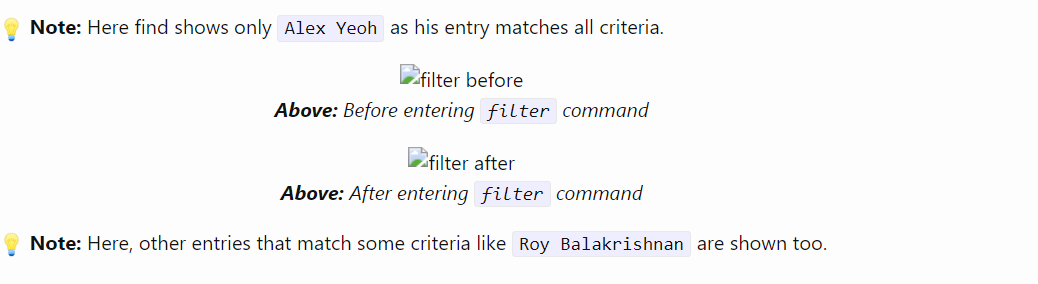 💡 Note: Here find shows only Alex Yeoh as his entry matches all criteria.
filter before
Above: Before entering filter command
filter after
Above: After entering filter command
💡 Note: Here, other entries that match some criteria like Roy Balakrishnan are shown too.